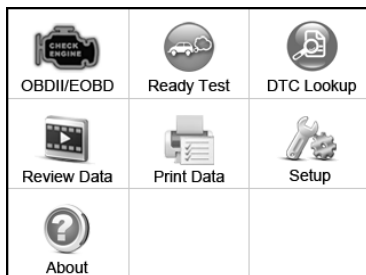 CHECK
ENGINE
OBDII/EOBD
Ready Test
DTC Lookup
Review Data
Print Data
Setup
About